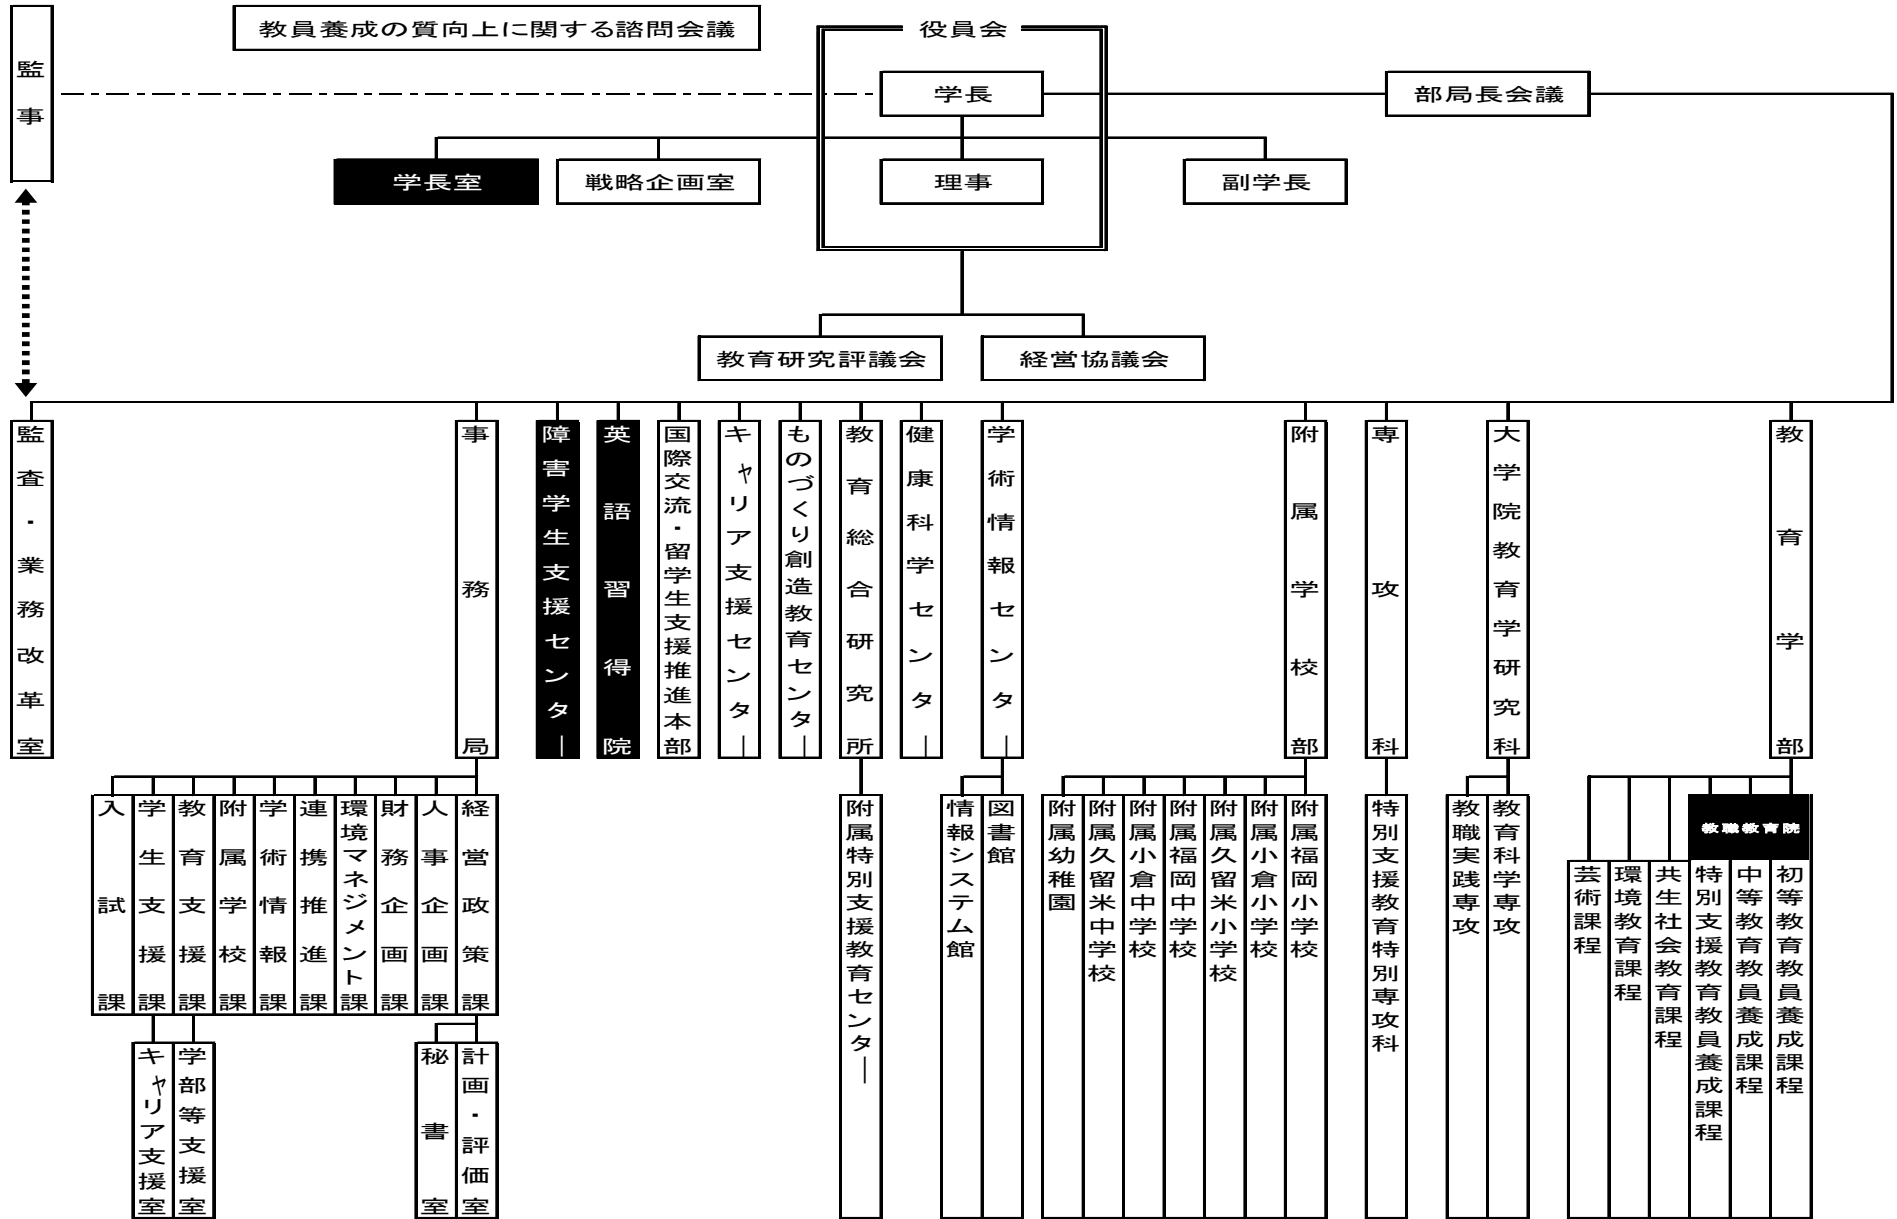 監事
教員養成の質向上に関する諮問会議
役員会
学長
部局長会議
学長室
戦略企画室
理事
副学長
教育研究評議会
経営協議会
監査・業務改革室
事務局
障害学生支援センター
英語習得院
国際交流・留学生支援推進本部
キャリア支援センター
ものづくり創造教育センター
教育総合研究所
健康科学センター
学術情報センター
附属学校部
専攻科
大学院教育学研究科
教育学部
入試課
学生支援課
教育支援課
附属学校課
学術情報課
連携推進課
環境マネジメント課
財務企画課
人事企画課
経営政策課
附属特別支援教育センター
情報システム館
図書館
附属幼稚園
附属久留米中学校
附属小倉中学校
附属福岡中学校
附属久留米小学校
附属小倉小学校
附属福岡小学校
特別支援教育特別専攻科
教職実践専攻
教育科学専攻
教職教育院
芸術課程
環境教育課程
共生社会教育課程
特別支援教育教員養成課程
中等教育教員養成課程
初等教育教員養成課程
キャリア支援室
学部等支援室
秘書室
計画・評価室